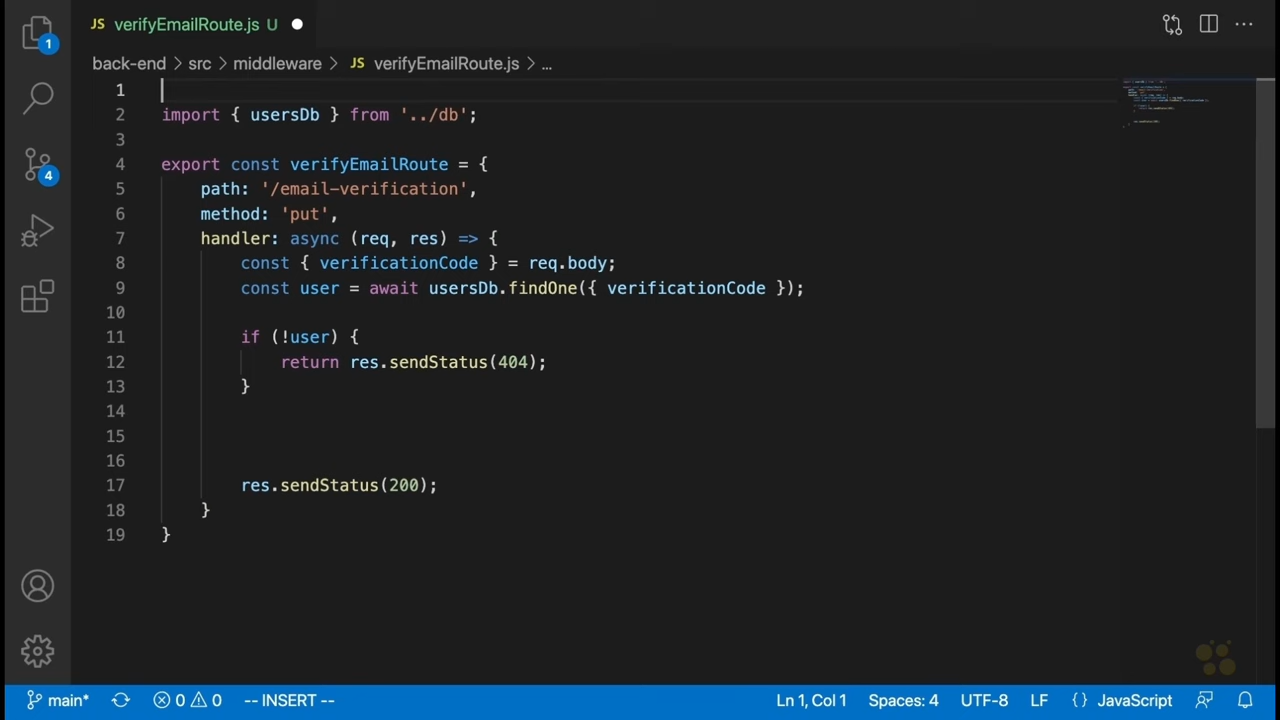 JS verifyEmailRoute.js U
back-end > src > middleware > JS verifyEmailRoute.js > ...
1
2 import { usersDb } from '../db';
3
4 export const verifyEmailRoute = {
5 path: '/email-verification',
6 method: 'put',
7 handler: async (req, res) => {
8 const { verificationCode } = req.body;
9 const user = await usersDb.findOne({ verificationCode });
10
11 if (!user) {
12 return res.sendStatus(404);
13 }
14
15
16
17 res.sendStatus(200);
18 }
19 }
1
4
main* 0 0 -- INSERT -- Ln 1, Col 1 Spaces: 4 UTF-8 LF {} JavaScript